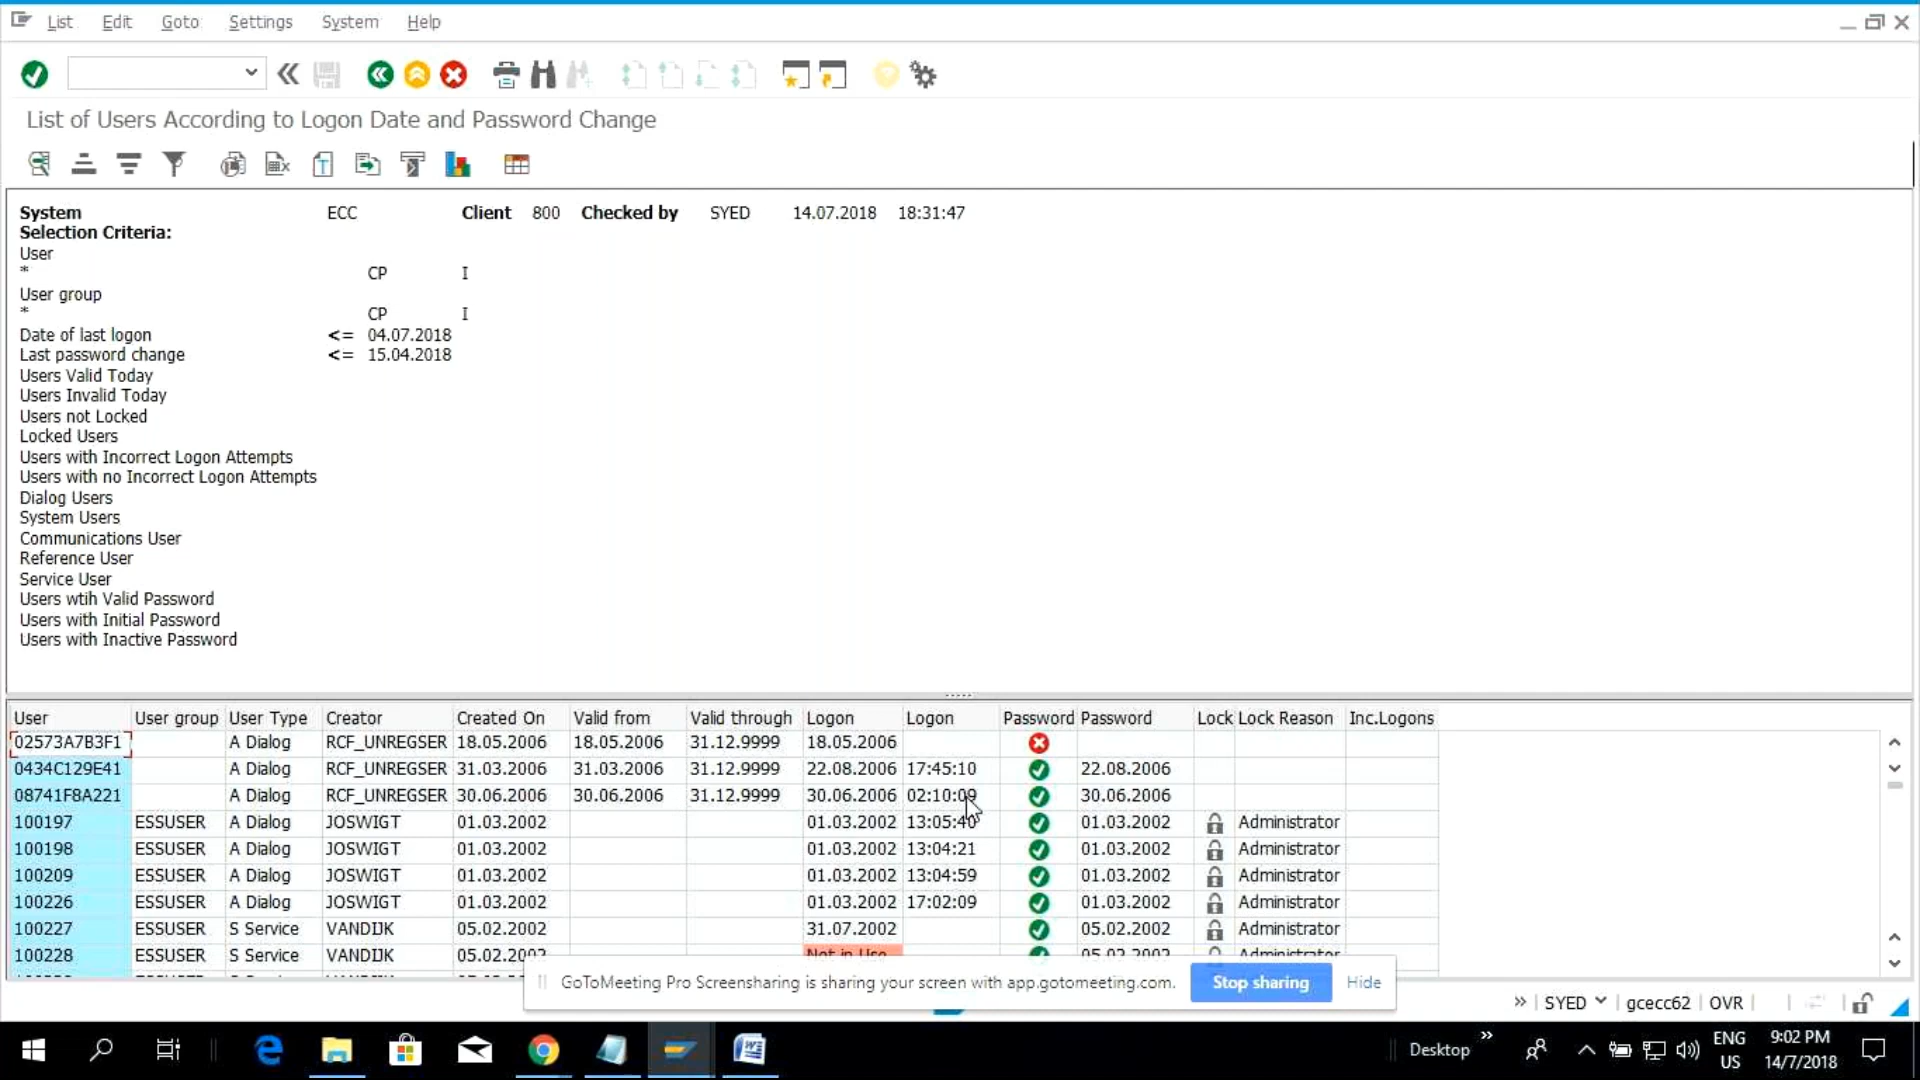 List Edit Goto Settings System Help
List of Users According to Logon Date and Password Change
System ECC Client 800 Checked by SYED 14.07.2018 18:31:47
Selection Criteria:
User
* CP I
User group
* CP I
Date of last logon <= 04.07.2018
Last password change <= 15.04.2018
Users Valid Today
Users Invalid Today
Users not Locked
Locked Users
Users with Incorrect Logon Attempts
Users with no Incorrect Logon Attempts
Dialog Users
System Users
Communications User
Reference User
Service User
Users wtih Valid Password
Users with Initial Password
Users with Inactive Password
User User group User Type Creator Created On Valid from Valid through Logon Logon Password Password Lock Lock Reason Inc.Logons
02573A7B3F1 A Dialog RCF_UNREGSER 18.05.2006 18.05.2006 31.12.9999 18.05.2006
0434C129E41 A Dialog RCF_UNREGSER 31.03.2006 31.03.2006 31.12.9999 22.08.2006 17:45:10 22.08.2006
08741F8A221 A Dialog RCF_UNREGSER 30.06.2006 30.06.2006 31.12.9999 30.06.2006 02:10:09 30.06.2006
100197 ESSUSER A Dialog JOSWIGT 01.03.2002 01.03.2002 13:05:40 01.03.2002 Administrator
100198 ESSUSER A Dialog JOSWIGT 01.03.2002 01.03.2002 13:04:21 01.03.2002 Administrator
100209 ESSUSER A Dialog JOSWIGT 01.03.2002 01.03.2002 13:04:59 01.03.2002 Administrator
100226 ESSUSER A Dialog JOSWIGT 01.03.2002 01.03.2002 17:02:09 01.03.2002 Administrator
100227 ESSUSER S Service VANDIJK 05.02.2002 31.07.2002 05.02.2002 Administrator
100228 ESSUSER S Service VANDIJK 05.02.2002 Not in Use 05.02.2002 Administrator
GoToMeeting Pro Screensharing is sharing your screen with app.gotomeeting.com. Stop sharing Hide
SYED gcecc62 OVR
Desktop ENG 9:02 PM
US 14/7/2018